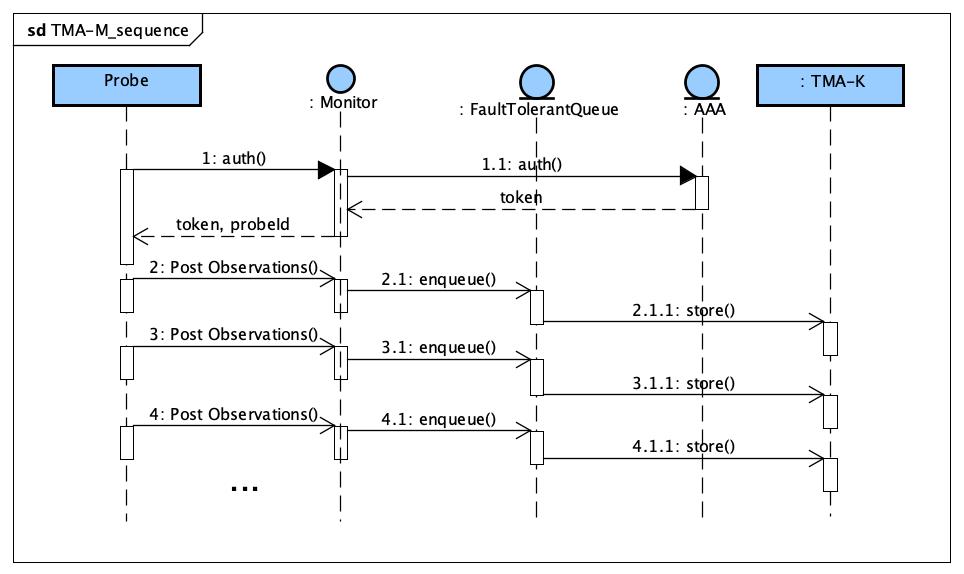 sd TMA-M_sequence
Probe
: Monitor
: FaultTolerantQueue
: AAA
: TMA-K
1: auth()
1.1: auth()
token
token, probeId
2: Post Observations()
2.1: enqueue()
2.1.1: store()
3: Post Observations()
3.1: enqueue()
3.1.1: store()
4: Post Observations()
4.1: enqueue()
4.1.1: store()
...